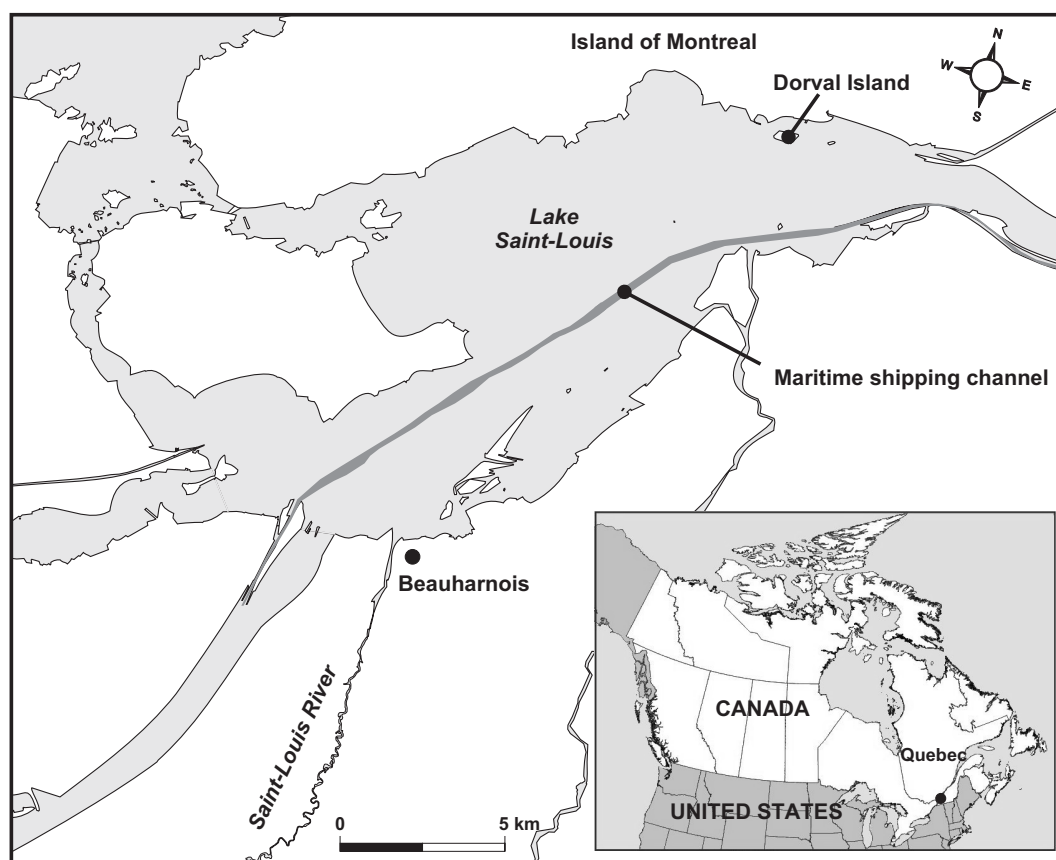 Island of Montreal
N
W
E
S
Dorval Island
Lake
Saint-Louis
Maritime shipping channel
Beauharnois
Saint-Louis River
0
5 km
CANADA
Quebec
UNITED STATES